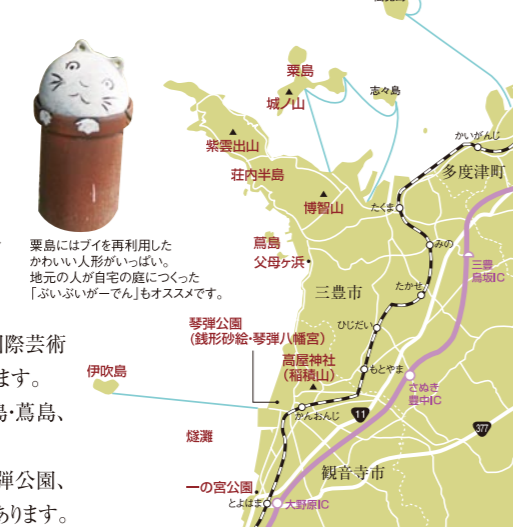 粟島
城ノ山
志々島
紫雲出山
荘内半島
博智山
かいがんじ
多度津町
たくま
みの
蔦島
父母ヶ浜
三豊
鳥坂IC
三豊市
たかせ
粟島にはブイを再利用した
かわいい人形がいっぱい。
地元の人が自宅の庭につくった
「ぶいぶいがーでん」もオススメです。
琴弾公園
（銭形砂絵・琴弾八幡宮）
ひじだい
高屋神社
（稲積山）
もとやま
さぬき
豊中IC
伊吹島
かんおんじ
11
377
燧灘
観音寺市
一の宮公園
とよはま
大野原IC
国際芸術
ます。
島・蔦島、
弾公園、
あります。